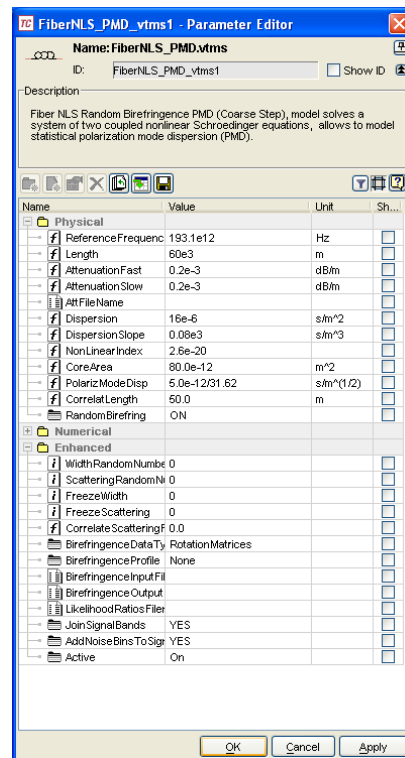 TC FiberNLS_PMD_vtms1 - Parameter Editor
Name: FiberNLS_PMD.vtms
ID: FiberNLS_PMD_vtms1 Show ID
Description
Fiber NLS Random Birefringence PMD (Coarse Step), model solves a
system of two coupled nonlinear Schroedinger equations, allows to model
statistical polarization mode dispersion (PMD).
Name Value Unit Sh...
Physical
f ReferenceFrequenc 193.1e12 Hz
f Length 60e3 m
f AttenuationFast 0.2e-3 dB/m
f AttenuationSlow 0.2e-3 dB/m
AttFileName
f Dispersion 16e-6 s/m^2
f DispersionSlope 0.08e3 s/m^3
f NonLinearIndex 2.6e-20
f CoreArea 80.0e-12 m^2
f PolarizModeDisp 5.0e-12/31.62 s/m^(1/2)
f CorrelatLength 50.0 m
RandomBirefring ON
Numerical
Enhanced
i WidthRandomNumbe 0
i ScatteringRandomNu 0
i FreezeWidth 0
i FreezeScattering 0
f CorrelateScatteringF 0.0
BirefringenceDataTy RotationMatrices
BirefringenceProfile None
BirefringenceInputFil
BirefringenceOutput
LikelihoodRatiosFiler
JoinSignalBands YES
AddNoiseBinsToSigr YES
Active On
OK Cancel Apply